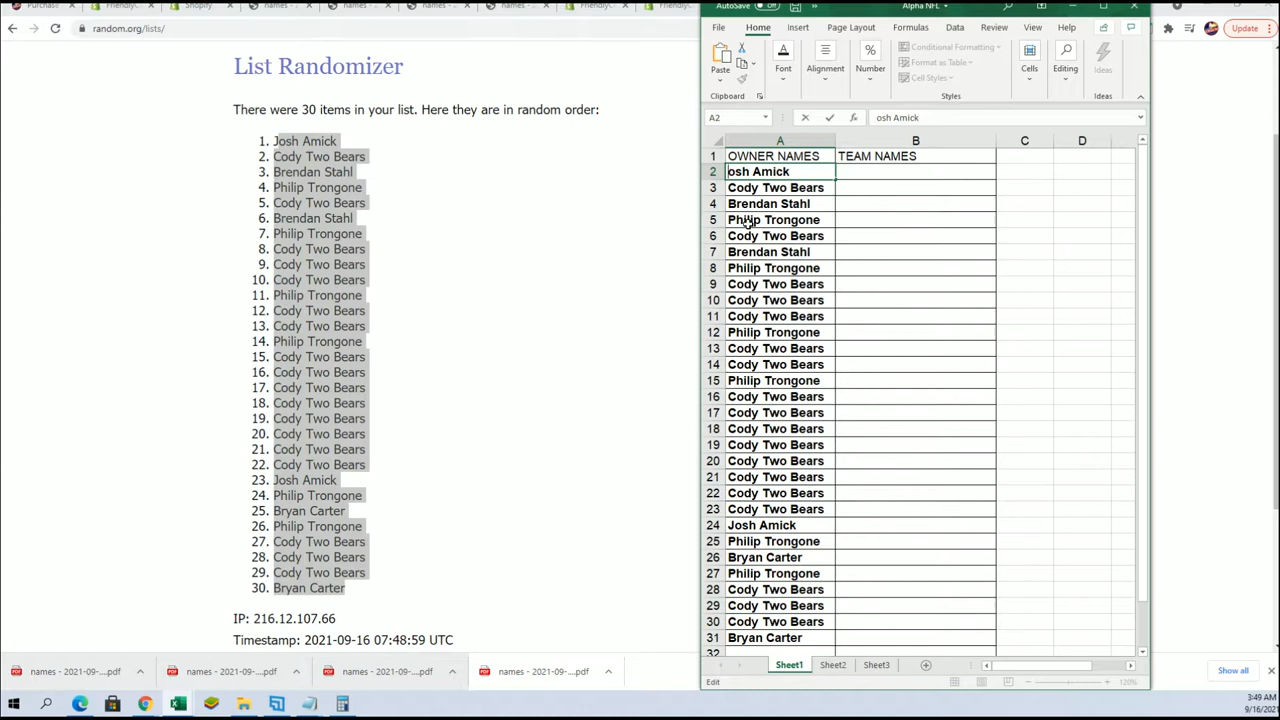 Purchase
Friendly
Shopify
names -
names -
names -
Friendly
Friendly
random.org/lists/
Update
List Randomizer
There were 30 items in your list. Here they are in random order:
1. Josh Amick
2. Cody Two Bears
3. Brendan Stahl
4. Philip Trongone
5. Cody Two Bears
6. Brendan Stahl
7. Philip Trongone
8. Cody Two Bears
9. Cody Two Bears
10. Cody Two Bears
11. Philip Trongone
12. Cody Two Bears
13. Cody Two Bears
14. Philip Trongone
15. Cody Two Bears
16. Cody Two Bears
17. Cody Two Bears
18. Cody Two Bears
19. Cody Two Bears
20. Cody Two Bears
21. Cody Two Bears
22. Cody Two Bears
23. Josh Amick
24. Philip Trongone
25. Bryan Carter
26. Philip Trongone
27. Cody Two Bears
28. Cody Two Bears
29. Cody Two Bears
30. Bryan Carter
IP: 216.12.107.66
Timestamp: 2021-09-16 07:48:59 UTC
AutoSave Off Alpha NFL
File Home Insert Page Layout Formulas Data Review View Help
Paste Font Alignment Number Conditional Formatting Format as Table Cell Styles Cells Editing Ideas
Clipboard Styles Ideas
A2 fx osh Amick
A B C D
1 OWNER NAMES TEAM NAMES
2 osh Amick
3 Cody Two Bears
4 Brendan Stahl
5 Philip Trongone
6 Cody Two Bears
7 Brendan Stahl
8 Philip Trongone
9 Cody Two Bears
10 Cody Two Bears
11 Cody Two Bears
12 Philip Trongone
13 Cody Two Bears
14 Cody Two Bears
15 Philip Trongone
16 Cody Two Bears
17 Cody Two Bears
18 Cody Two Bears
19 Cody Two Bears
20 Cody Two Bears
21 Cody Two Bears
22 Cody Two Bears
23 Cody Two Bears
24 Josh Amick
25 Philip Trongone
26 Bryan Carter
27 Philip Trongone
28 Cody Two Bears
29 Cody Two Bears
30 Cody Two Bears
31 Bryan Carter
32
Sheet1 Sheet2 Sheet3
Edit 120%
names - 2021-09-....pdf
names - 2021-09-....pdf
names - 2021-09-....pdf
names - 2021-09-....pdf
Show all
3:49 AM
9/16/2021